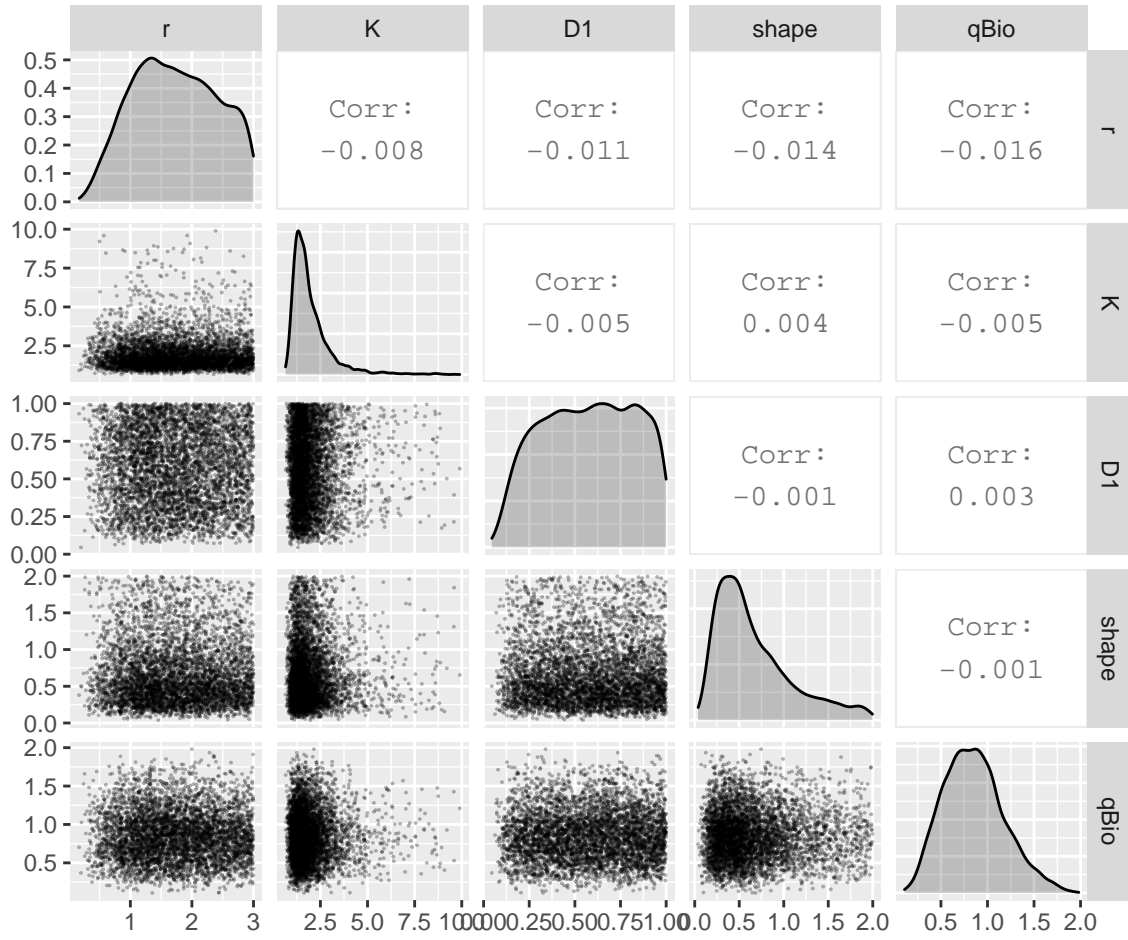 r K D1 shape qBio
0.5
0.4
0.3
0.2
0.1
0.0
Corr: Corr: Corr: Corr:
-0.008 -0.011 -0.014 -0.016
r
10.0
7.5
5.0
2.5
Corr: Corr: Corr:
-0.005 0.004 -0.005
K
1.00
0.75
0.50
0.25
0.00
Corr: Corr:
-0.001 0.003
D1
2.0
1.5
1.0
0.5
0.0
Corr:
-0.001
shape
2.0
1.5
1.0
0.5
qBio
1 2 3 2.5 5.0 7.5 10.0 0.00 0.25 0.50 0.75 1.00 0.0 0.5 1.0 1.5 2.0 0.5 1.0 1.5 2.0